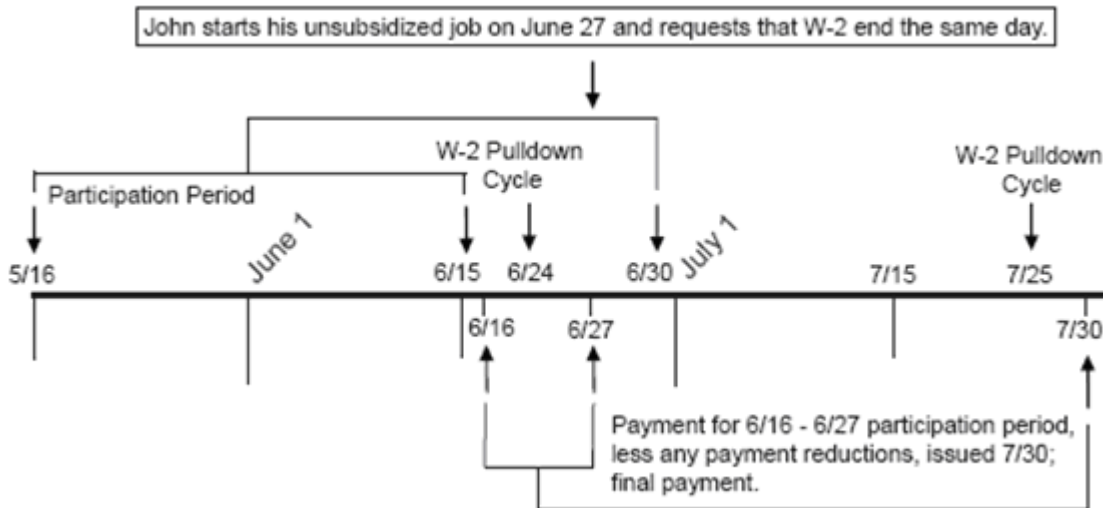 John starts his unsubsidized job on June 27 and requests that W-2 end the same day.
W-2 Pulldown
Cycle
W-2 Pulldown
Cycle
Participation Period
June 1
July 1
5/16
6/15
6/24
6/30
7/15
7/25
6/16
6/27
7/30
Payment for 6/16 - 6/27 participation period,
less any payment reductions, issued 7/30;
final payment.